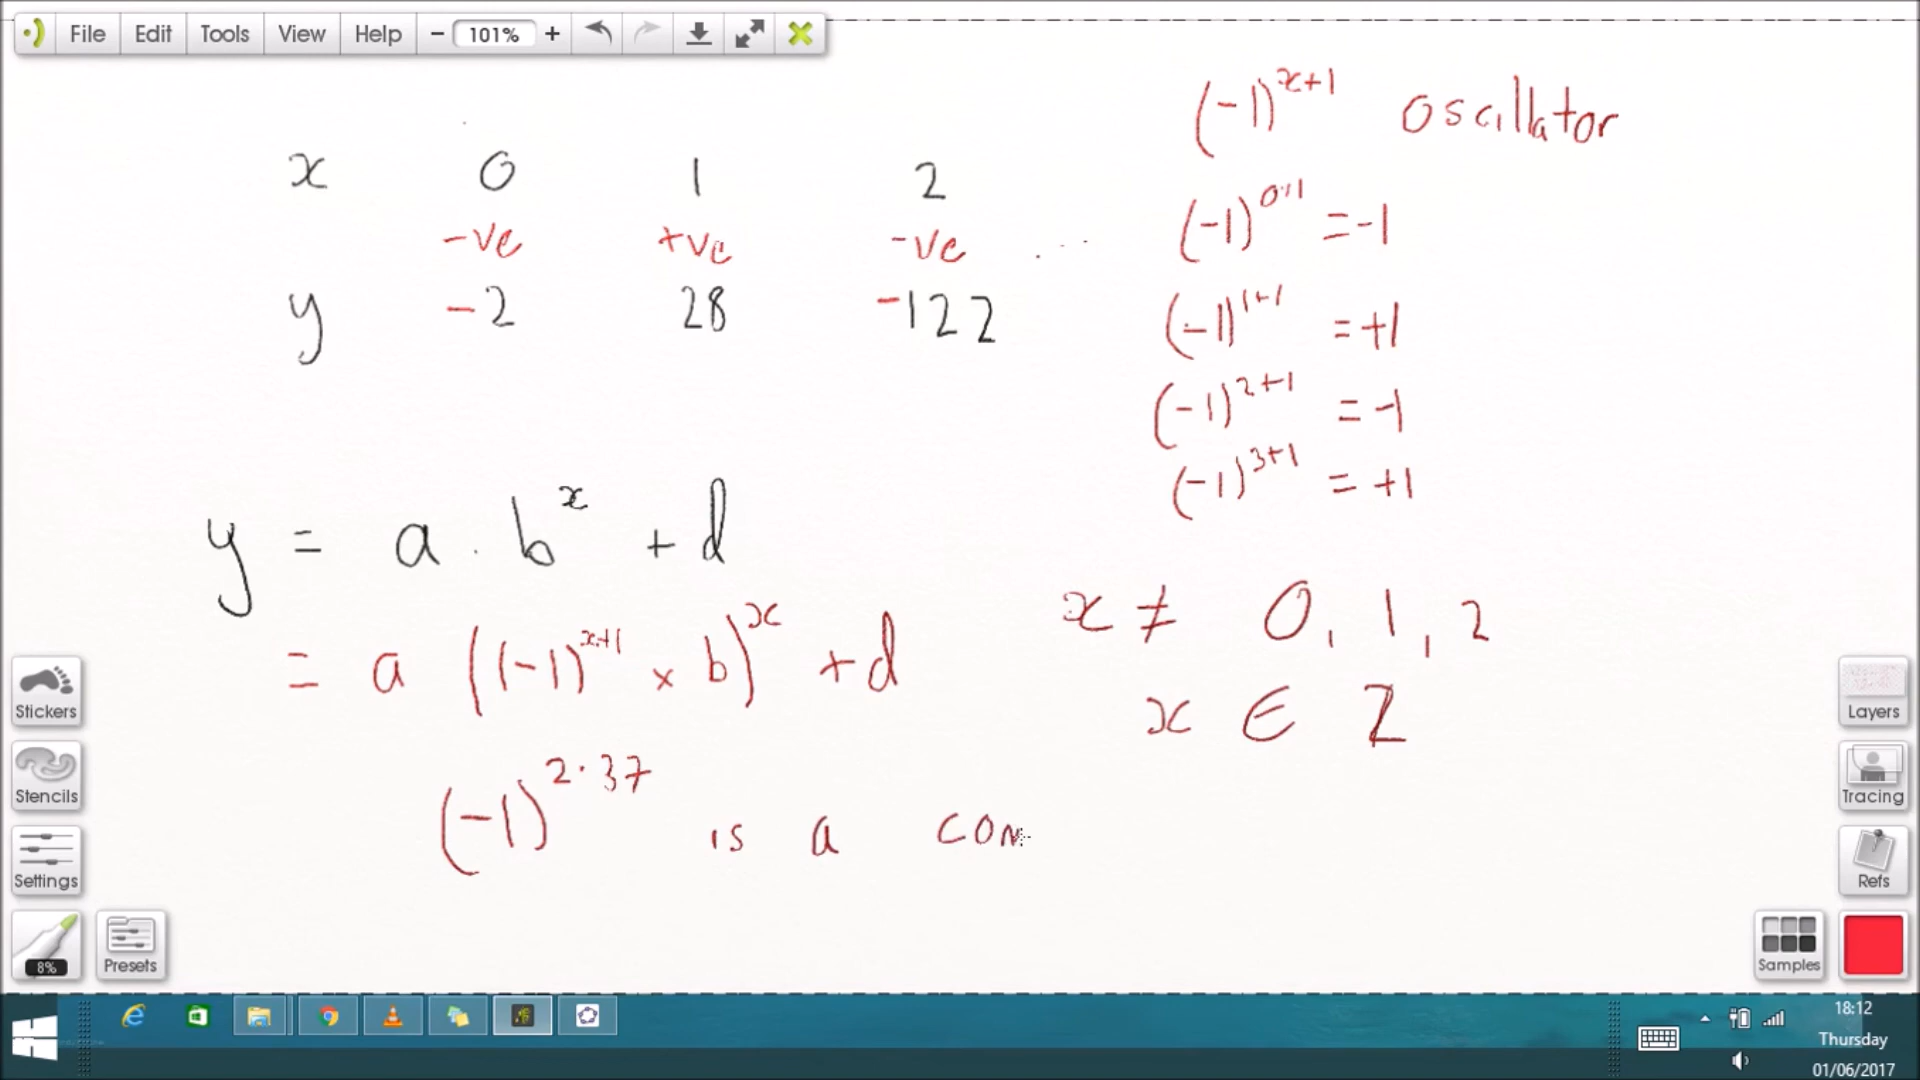 File Edit Tools View Help − 101% +
x 0 1 2
-ve +ve -ve ...
y -2 28 -122
y = a . b^x + d
= a ((-1)^{x+1} × b)^x + d
(-1)^{2.37} is a com
(-1)^{x+1} oscillator
(-1)^{0+1} = -1
(-1)^{1+1} = +1
(-1)^{2+1} = -1
(-1)^{3+1} = +1
x ≠ 0, 1, 2
x ∈ Z
Stickers
Stencils
Settings
8%
Presets
Layers
Tracing
Refs
Samples
18:12
Thursday
01/06/2017